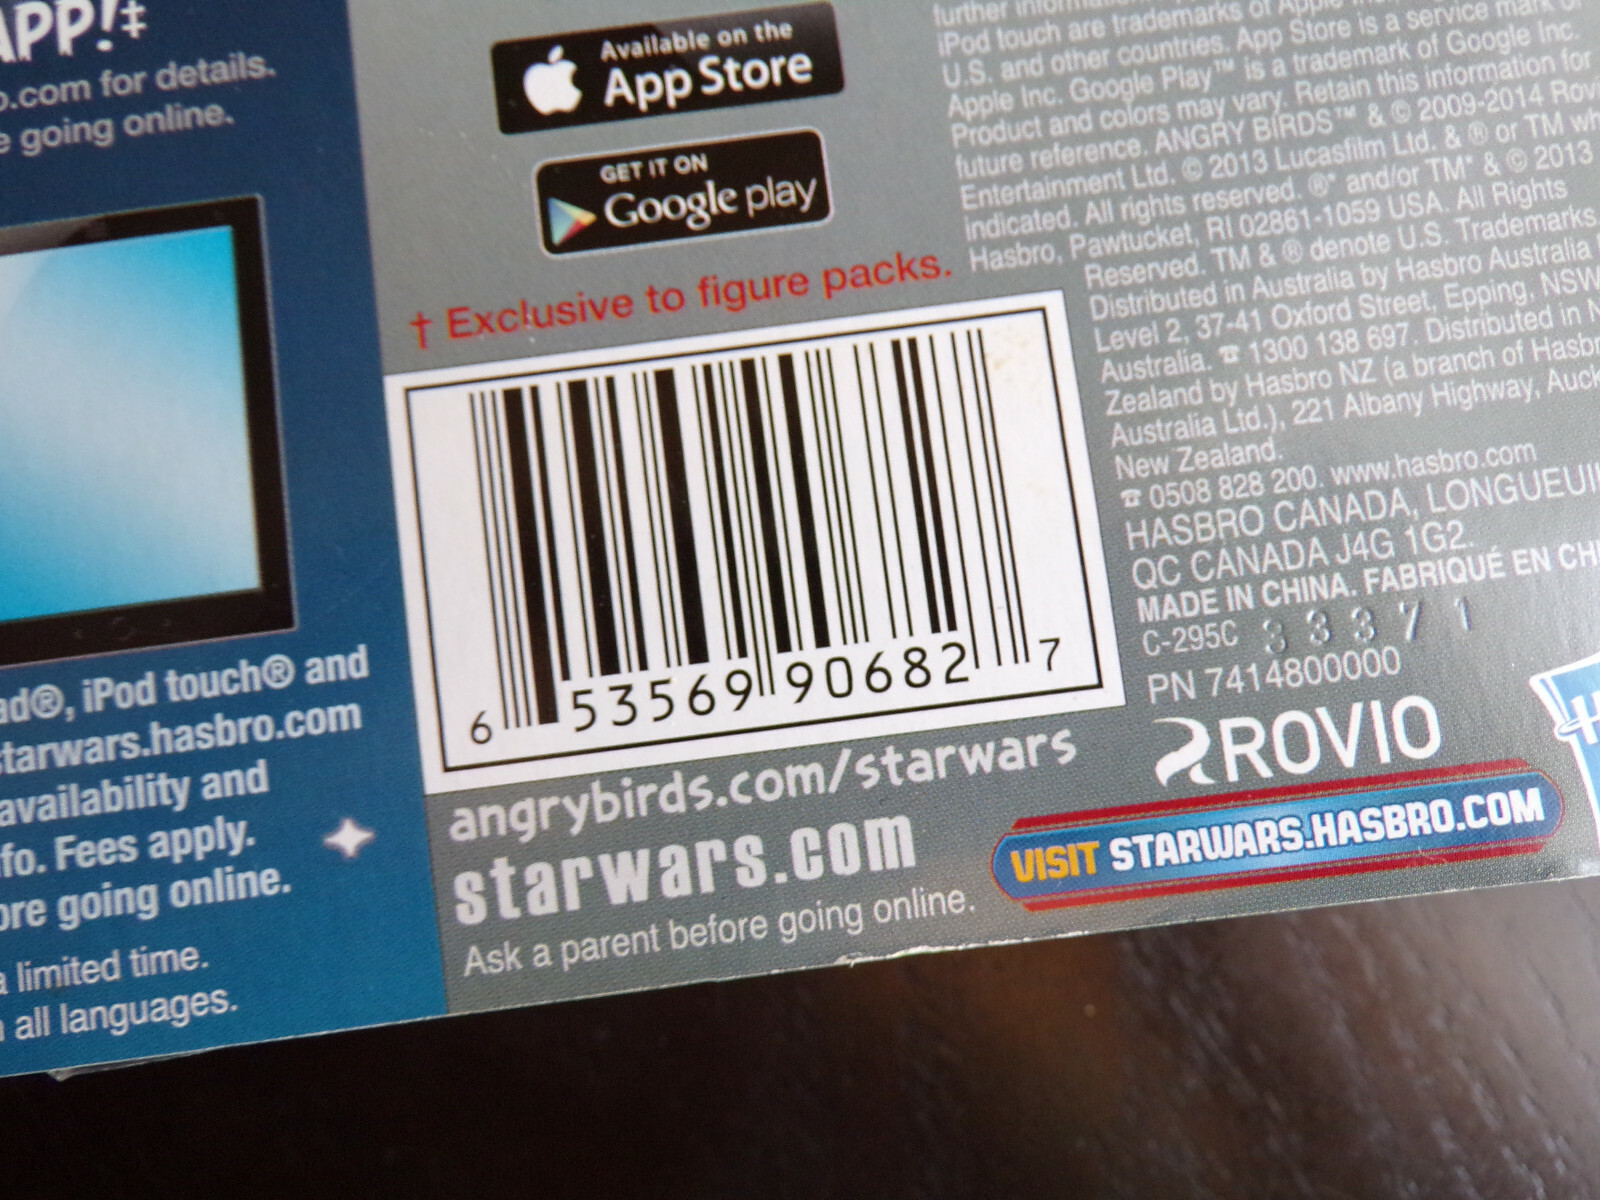 APP!‡
o.com for details.
e going online.
ad®, iPod touch® and
starwars.hasbro.com
availability and
nfo. Fees apply.
ore going online.
a limited time.
n all languages.
Available on the
App Store
GET IT ON
Google play
† Exclusive to figure packs.
6 53569 90682 7
angrybirds.com/starwars
starwars.com
Ask a parent before going online.
further information.
iPod touch are trademarks of Apple Inc.
U.S. and other countries. App Store is a service mark of
Apple Inc. Google Play™ is a trademark of Google Inc.
Product and colors may vary. Retain this information for
future reference. ANGRY BIRDS™ & © 2009-2014 Rovi
Entertainment Ltd. © 2013 Lucasfilm Ltd. & ® or TM wh
indicated. All rights reserved. ®* and/or TM* & © 2013
Hasbro, Pawtucket, RI 02861-1059 USA. All Rights
Reserved. TM & ® denote U.S. Trademarks.
Distributed in Australia by Hasbro Australia
Level 2, 37-41 Oxford Street, Epping, NSW
Australia. ☎ 1300 138 697. Distributed in N
Zealand by Hasbro NZ (a branch of Hasbr
Australia Ltd.), 221 Albany Highway, Auck
New Zealand.
☎ 0508 828 200. www.hasbro.com
HASBRO CANADA, LONGUEUIL
QC CANADA J4G 1G2.
MADE IN CHINA. FABRIQUÉ EN CHI
C-295C 33371
PN 7414800000
ROVIO
VISIT STARWARS.HASBRO.COM
H